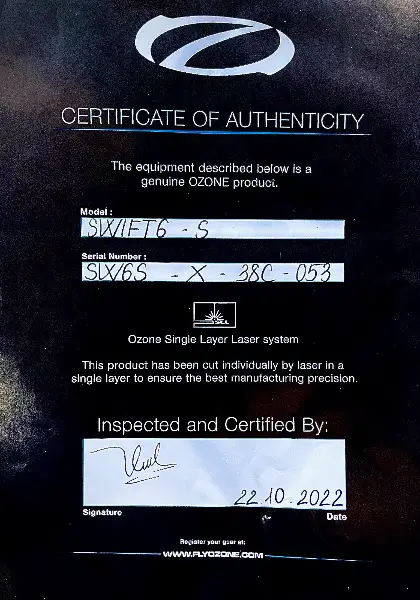 CERTIFICATE OF AUTHENTICITY
The equipment described below is a
genuine OZONE product.
Model :
SWIFT6 - S
Serial Number :
SW6S - X - 38C - 053
Ozone Single Layer Laser system
This product has been cut individually by laser in a
single layer to ensure the best manufacturing precision.
Inspected and Certified By:
22.10.2022
Signature
Date
Register your gear at:
WWW.FLYOZONE.COM